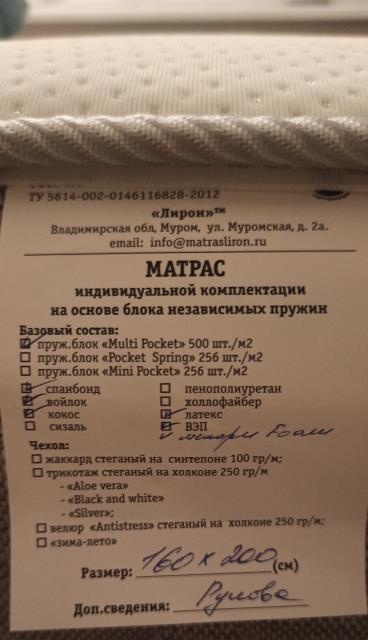 ТУ 5614-002-0146116828-2012
«Лирон»™
Владимирская обл, Муром, ул. Муромская, д. 2а.
email: info@matrasliron.ru
МАТРАС
индивидуальной комплектации
на основе блока независимых пружин
Базовый состав:
☑ пруж.блок «Multi Pocket» 500 шт./м2
☐ пруж.блок «Pocket Spring» 256 шт./м2
☐ пруж.блок «Mini Pocket» 256 шт./м2
☑ спанбонд ☐ пенополиуретан
☑ войлок ☐ холлофайбер
☑ кокос ☑ латекс
☐ сизаль ☑ ВЭП
✓ мемори Foam
Чехол:
☐ жаккард стеганый на синтепоне 100 гр/м;
☐ трикотаж стеганый на холконе 250 гр/м
- «Aloe vera»
- «Black and white»
- «Silver»;
☐ велюр «Antistress» стеганый на холконе 250 гр/м;
☐ «зима-лето»
Размер: 160 х 200 (см)
Доп.сведения: Рулова